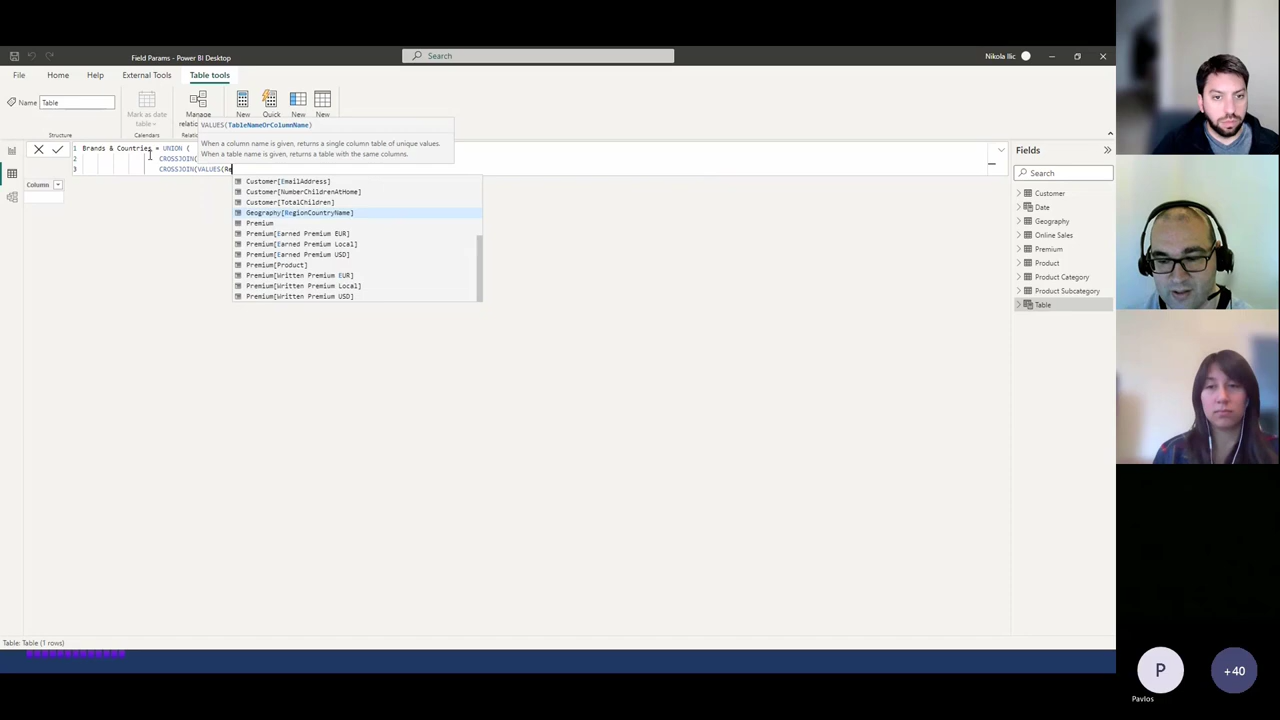 Field Params - Power BI Desktop
Search
Nikola Ilic
File
Home
Help
External Tools
Table tools
Name
Table
Mark as date
table
Manage
New
Quick
New
New
Structure
Calendars
VALUES(TableNameOrColumnName)
When a column name is given, returns a single column table of unique values.
When a table name is given, returns a table with the same columns.
1 Brands & Countries = UNION (
2 CROSSJOIN(
3 CROSSJOIN(VALUES(Re
Column
Customer[EmailAddress]
Customer[NumberChildrenAtHome]
Customer[TotalChildren]
Geography[RegionCountryName]
Premium
Premium[Earned Premium EUR]
Premium[Earned Premium Local]
Premium[Earned Premium USD]
Premium[Product]
Premium[Written Premium EUR]
Premium[Written Premium Local]
Premium[Written Premium USD]
Fields
Search
Customer
Date
Geography
Online Sales
Premium
Product
Product Category
Product Subcategory
Table
Table: Table (1 rows)
P
+40
Pavlos